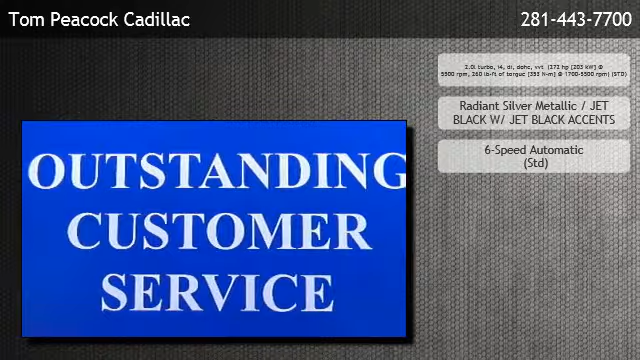 Tom Peacock Cadillac
281-443-7700
2.0l turbo, i4, di, dohc, vvt (272 hp [203 kW] @
5500 rpm, 260 lb-ft of torque [353 N-m] @ 1700-5500 rpm) (STD)
Radiant Silver Metallic / JET
BLACK W/ JET BLACK ACCENTS
6-Speed Automatic
(Std)
OUTSTANDING
CUSTOMER
SERVICE